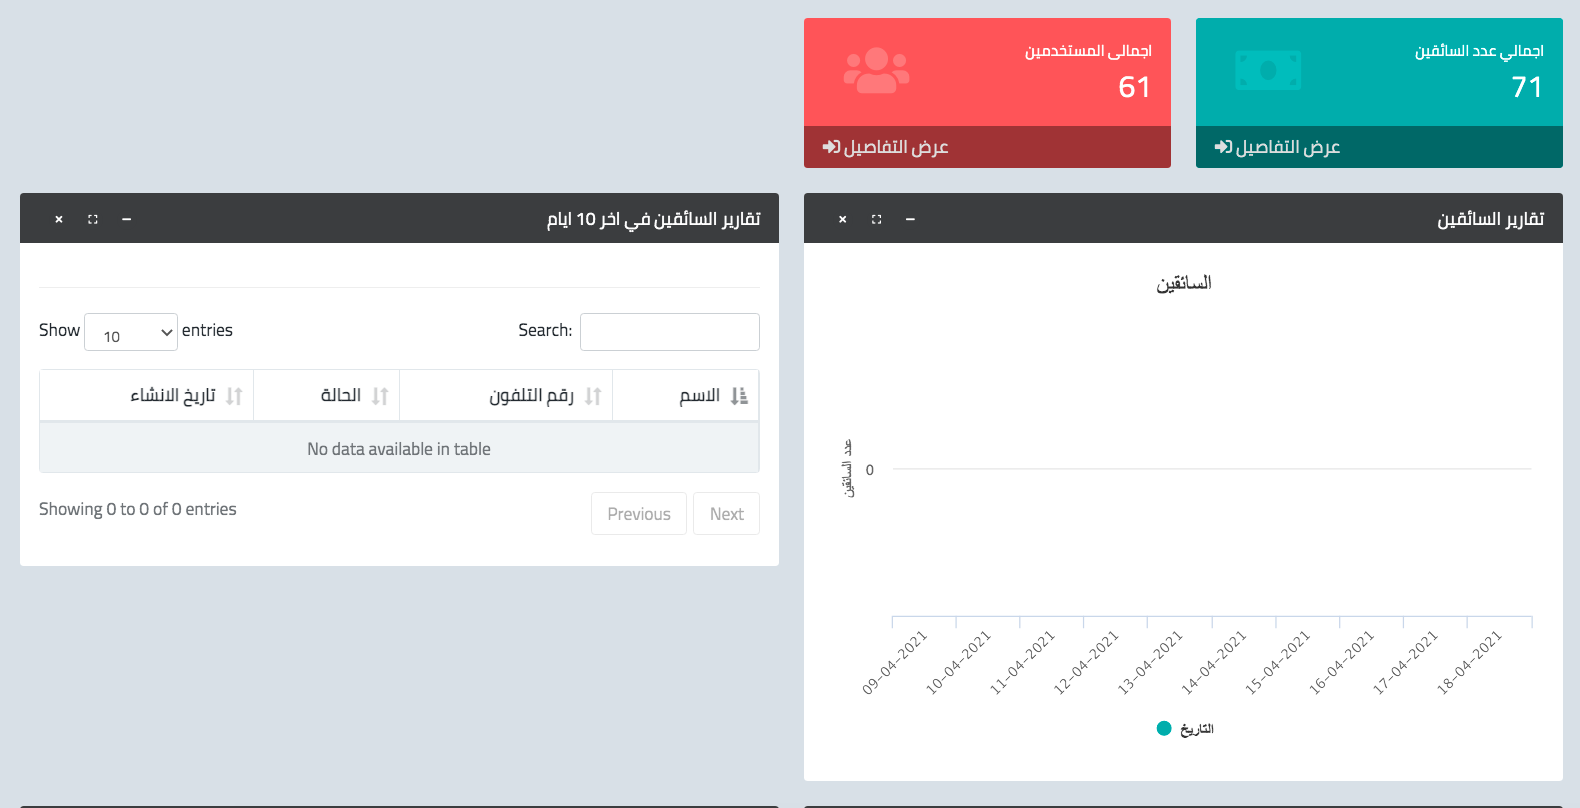 اجمالي عدد السائقين
71
عرض التفاصيل
اجمالى المستخدمين
61
عرض التفاصيل
تقارير السائقين
السائقين
عدد السائقين
0
09-04-2021
10-04-2021
11-04-2021
12-04-2021
13-04-2021
14-04-2021
15-04-2021
16-04-2021
17-04-2021
18-04-2021
التاريخ
تقارير السائقين في اخر 10 ايام
Show 10 entries
Search:
الاسم رقم التلفون الحالة تاريخ الانشاء
No data available in table
Showing 0 to 0 of 0 entries
Previous Next